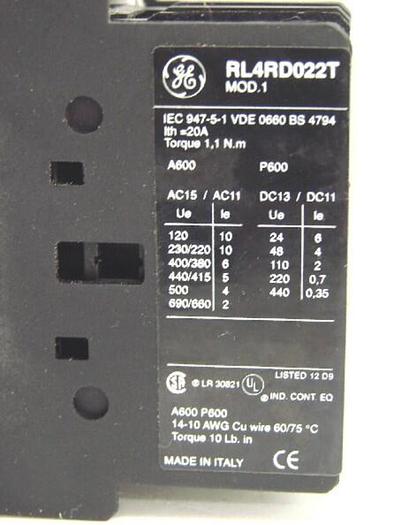 GE RL4RD022T
MOD.1
IEC 947-5-1 VDE 0660 BS 4794
Ith =20A
Torque 1,1 N.m
A600 P600
AC15 / AC11 DC13 / DC11
Ue Ie Ue Ie
120 10 24 6
230/220 10 48 4
400/380 6 110 2
440/415 5 220 0,7
500 4 440 0,35
690/660 2
SA ® LR 30821 UL LISTED 12 D9
® IND. CONT. EQ
A600 P600
14-10 AWG Cu wire 60/75 °C
Torque 10 Lb. in
MADE IN ITALY CE